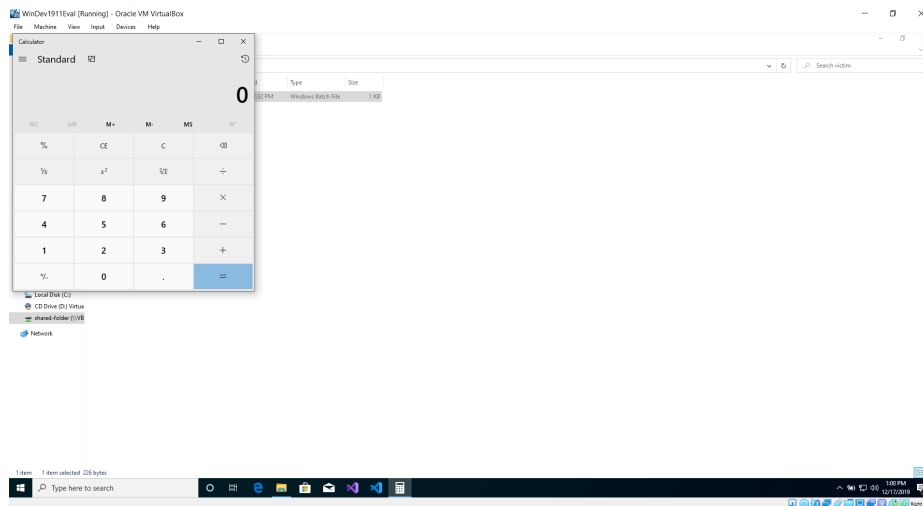 WinDev1911Eval [Running] - Oracle VM VirtualBox
File Machine View Input Devices Help
Calculator
Standard
Search victim
Type Size
0
:32 PM Windows Batch File 1 KB
MC MR M+ M- MS M˅
% CE C
¹/x x² ²√x ÷
7 8 9 ×
4 5 6 −
1 2 3 +
+/- 0 . =
Local Disk (C:)
CD Drive (D:) Virtua
shared-folder (\\VB
Network
1 item 1 item selected 226 bytes
Type here to search
1:00 PM
12/17/2019
Right